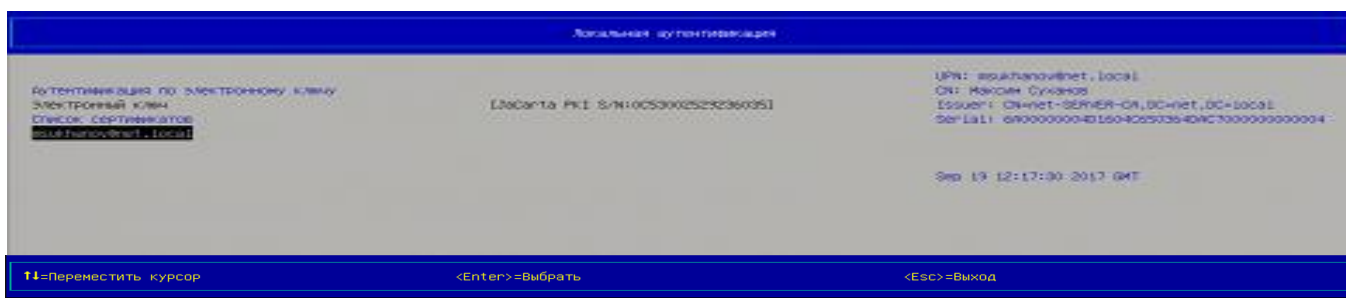 Локальная аутентификация
Аутентификация по электронному ключу
Электронный ключ
[JaCarta PKI S/N:0C53002529236035]
Список сертификатов
msukhanov@net.local
UPN: msukhanov@net.local
CN: Максим Суханов
Issuer: CN=net-SERVER-CA,DC=net,DC=local
Serial:
Sep 19 12:17:30 2017 GMT
↑↓=Переместить курсор
<Enter>=Выбрать
<Esc>=Выход